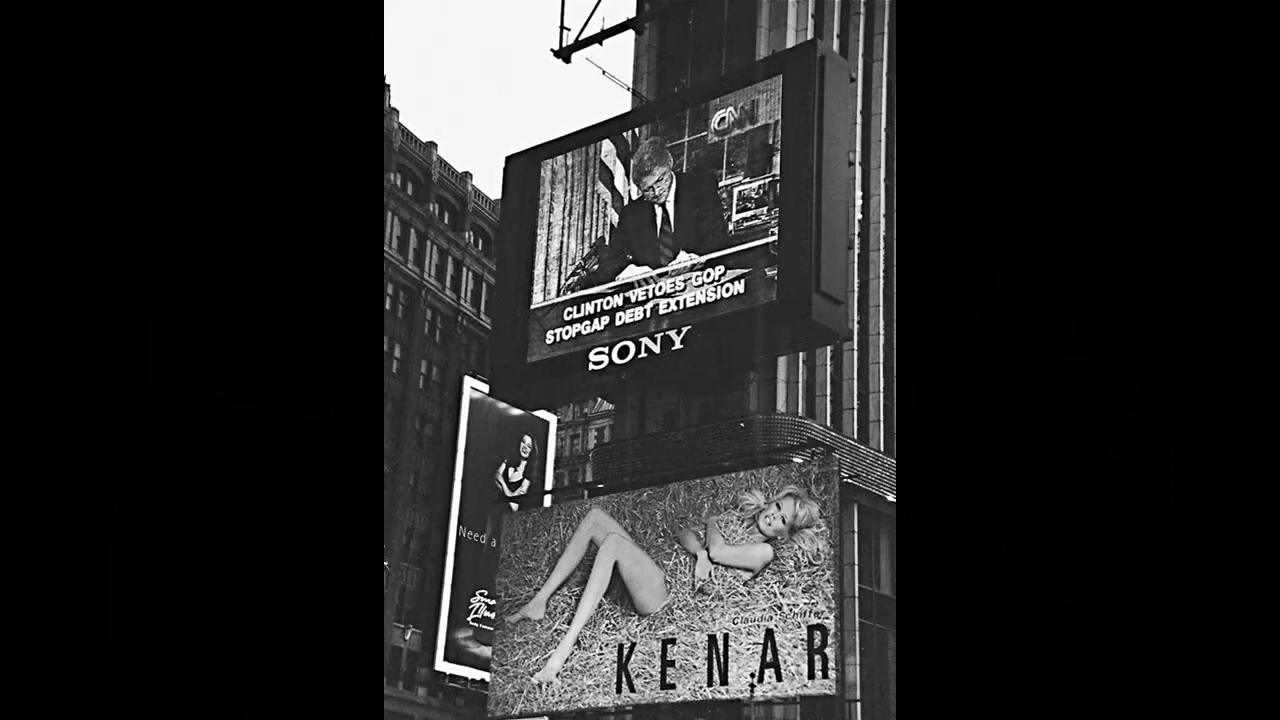 CNN
CLINTON VETOES GOP
STOPGAP DEBT EXTENSION
SONY
Need a
Claudia Schiffer
KENAR